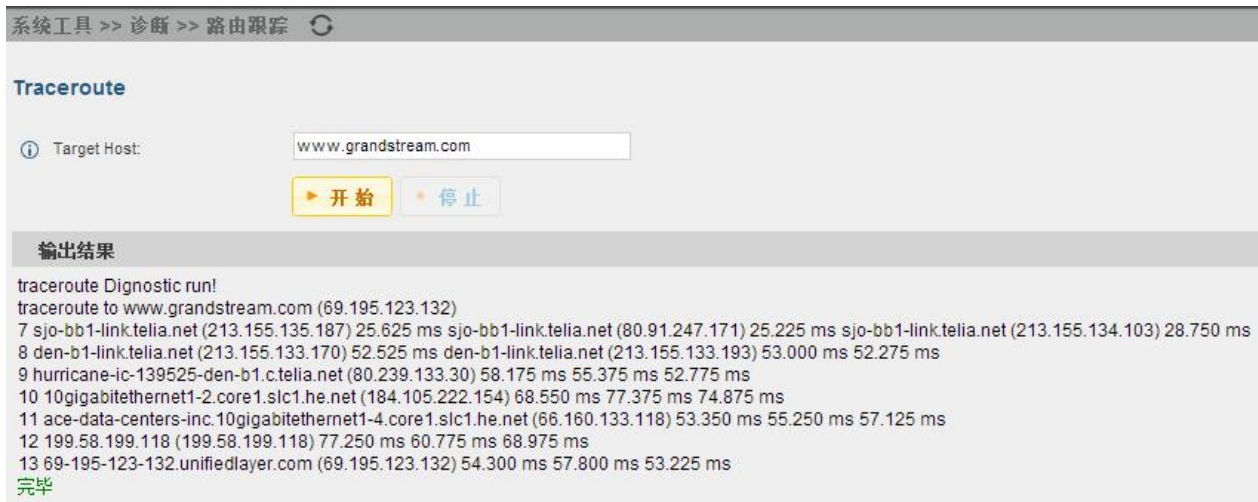 系统工具 >> 诊断 >> 路由跟踪
Traceroute
Target Host:
www.grandstream.com
开始
停止
输出结果
traceroute Dignostic run!
traceroute to www.grandstream.com (69.195.123.132)
7 sjo-bb1-link.telia.net (213.155.135.187) 25.625 ms sjo-bb1-link.telia.net (80.91.247.171) 25.225 ms sjo-bb1-link.telia.net (213.155.134.103) 28.750 ms
8 den-b1-link.telia.net (213.155.133.170) 52.525 ms den-b1-link.telia.net (213.155.133.193) 53.000 ms 52.275 ms
9 hurricane-ic-139525-den-b1.c.telia.net (80.239.133.30) 58.175 ms 55.375 ms 52.775 ms
10 10gigabitethernet1-2.core1.slc1.he.net (184.105.222.154) 68.550 ms 77.375 ms 74.875 ms
11 ace-data-centers-inc.10gigabitethernet1-4.core1.slc1.he.net (66.160.133.118) 53.350 ms 55.250 ms 57.125 ms
12 199.58.199.118 (199.58.199.118) 77.250 ms 60.775 ms 68.975 ms
13 69-195-123-132.unifiedlayer.com (69.195.123.132) 54.300 ms 57.800 ms 53.225 ms
完毕